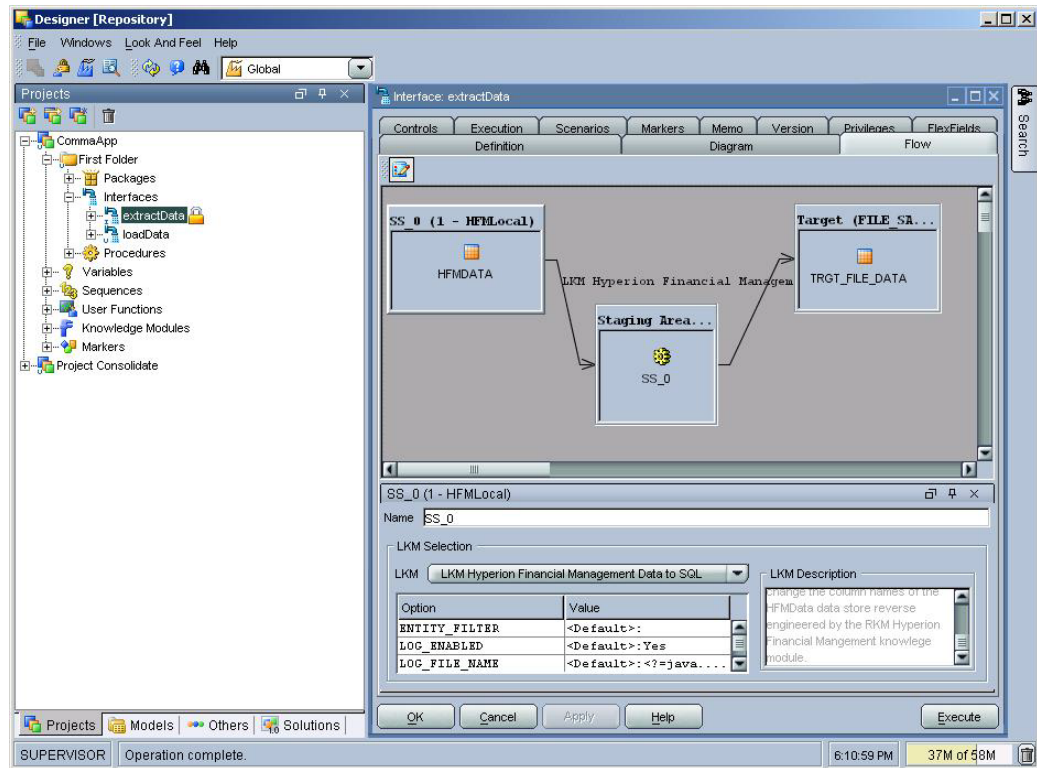 Designer [Repository]
File Windows Look And Feel Help
Global
Projects
CommaApp
First Folder
Packages
Interfaces
extractData
loadData
Procedures
Variables
Sequences
User Functions
Knowledge Modules
Markers
Project Consolidate
Projects Models Others Solutions
Interface: extractData
Controls Execution Scenarios Markers Memo Version Privileges FlexFields
Definition Diagram Flow
SS_0 (1 - HFMLocal)
HFMDATA
LKM Hyperion Financial Managem
Target (FILE_SA...
TRGT_FILE_DATA
Staging Area...
SS_0
SS_0 (1 - HFMLocal)
Name SS_0
LKM Selection
LKM LKM Hyperion Financial Management Data to SQL
Option Value
ENTITY_FILTER <Default>:
LOG_ENABLED <Default>:Yes
LOG_FILE_NAME <Default>:<?=java....
LKM Description
change the column names of the
HFMData data store reverse
engineered by the RKM Hyperion
Financial Mangement knowlege
module.
OK Cancel Apply Help Execute
Search
SUPERVISOR Operation complete. 6:10:59 PM 37M of 58M